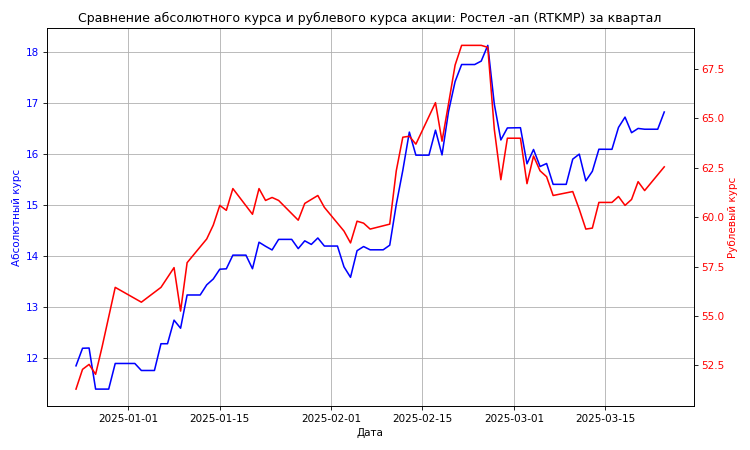 Сравнение абсолютного курса и рублевого курса акции: Ростел -ап (RTKMP) за квартал
18
17
16
15
14
13
12
Абсолютный курс
67.5
65.0
62.5
60.0
57.5
55.0
52.5
Рублевый курс
2025-01-01 2025-01-15 2025-02-01 2025-02-15 2025-03-01 2025-03-15
Дата